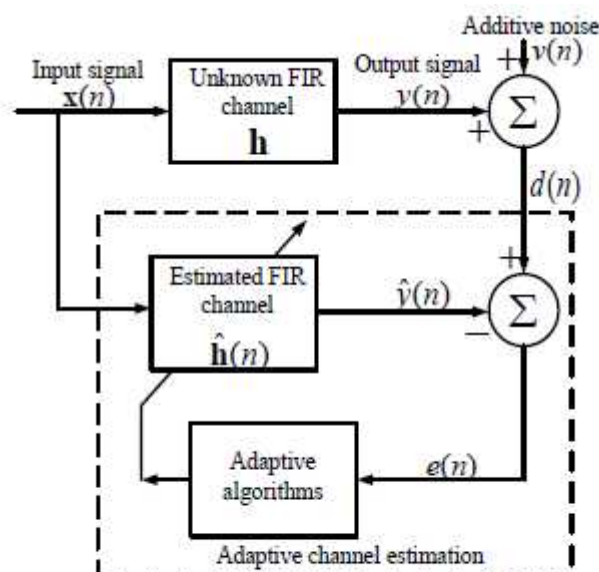 Additive noise
+ v(n)
Input signal
x(n)
Unknown FIR
channel
h
Output signal
y(n)
+
Σ
d(n)
Estimated FIR
channel
ĥ(n)
ŷ(n)
+
−
Σ
Adaptive
algorithms
e(n)
Adaptive channel estimation